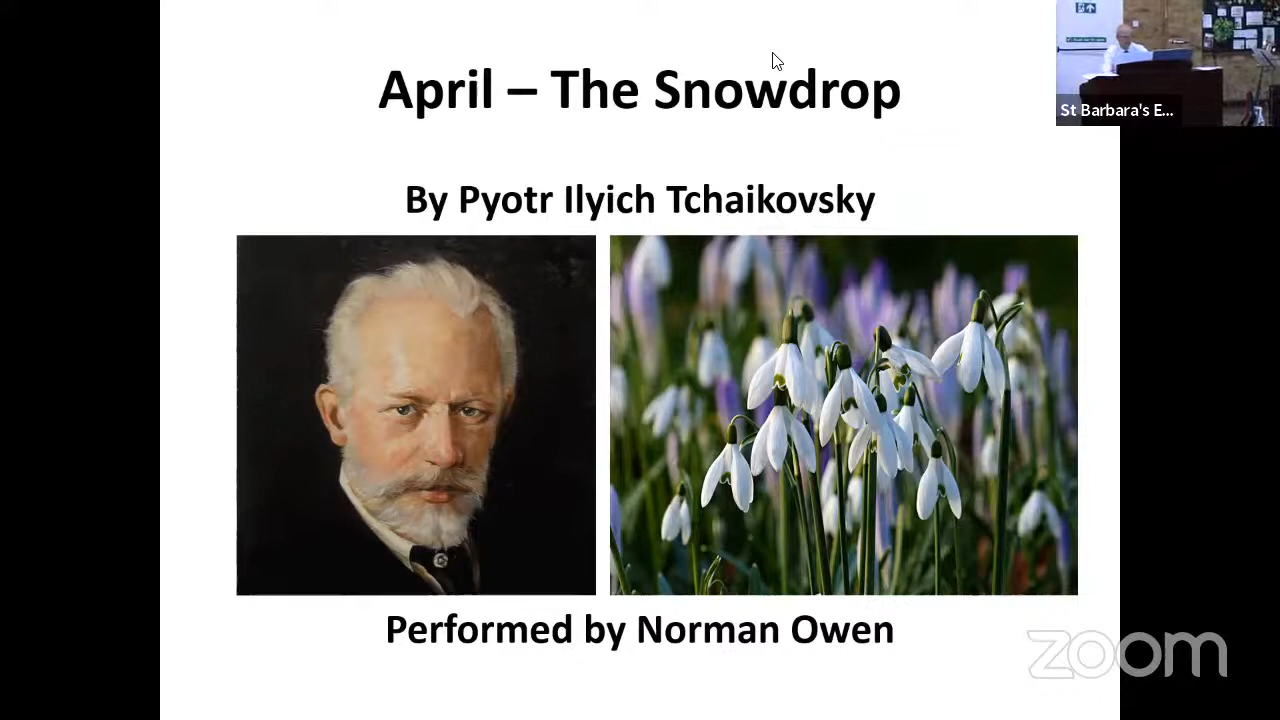 April – The Snowdrop
St Barbara's E...
By Pyotr Ilyich Tchaikovsky
Performed by Norman Owen
zoom